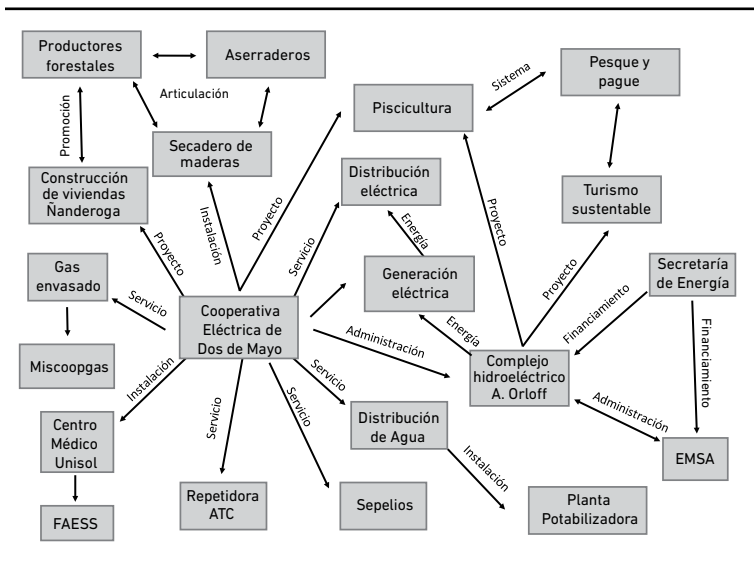 Productores
forestales
Aserraderos
Pesque y
pague
Sistema
Articulación
Piscicultura
Promoción
Secadero de
maderas
Construcción
de viviendas
Ñanderoga
Distribución
eléctrica
Turismo
sustentable
Instalación
Proyecto
Proyecto
Servicio
Energía
Proyecto
Proyecto
Gas
envasado
Servicio
Generación
eléctrica
Secretaría
de Energía
Financiamiento
Financiamiento
Cooperativa
Eléctrica de
Dos de Mayo
Administración
Energía
Miscoopgas
Instalación
Servicio
Complejo
hidroeléctrico
A. Orloff
Servicio
Servicio
Administración
Centro
Médico
Unisol
Distribución
de Agua
Instalación
EMSA
FAESS
Repetidora
ATC
Sepelios
Planta
Potabilizadora